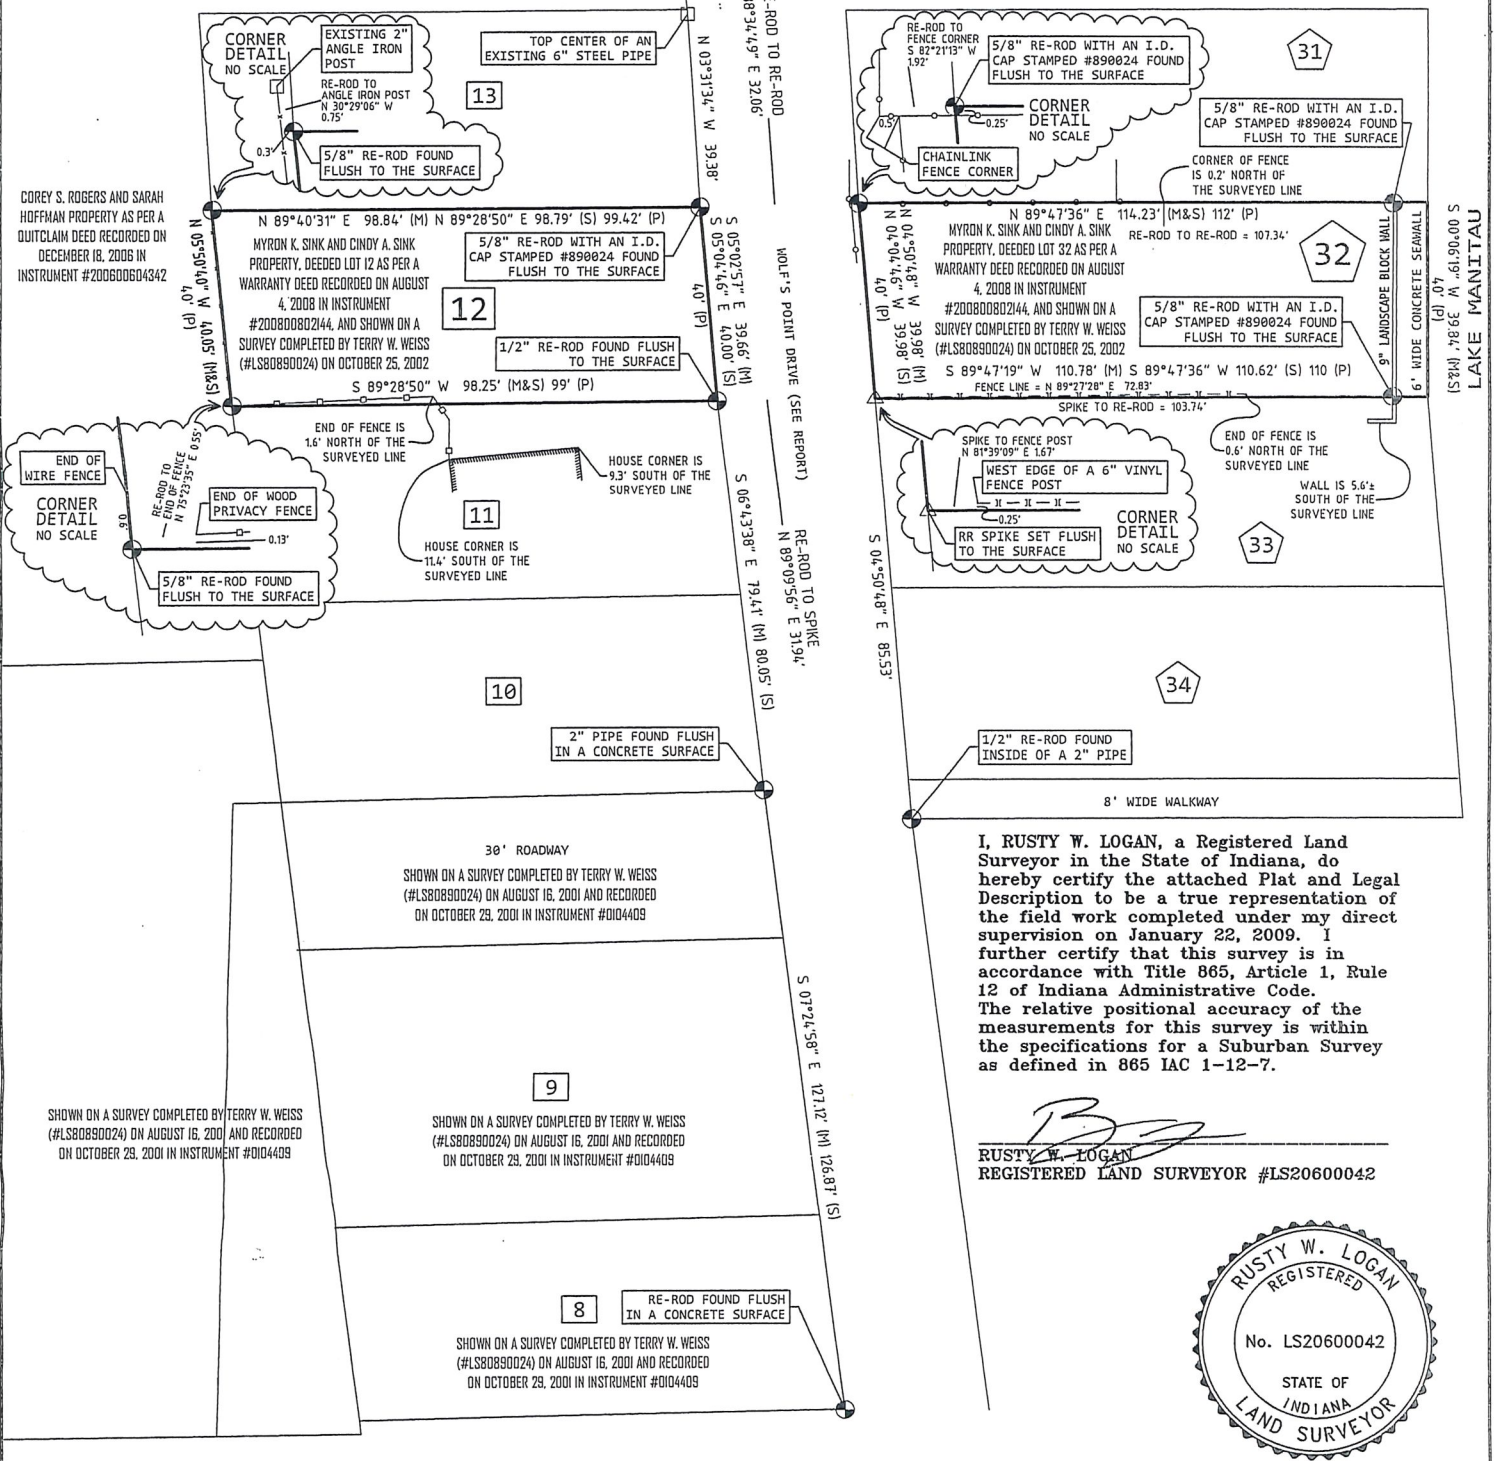 CORNER
DETAIL
NO SCALE
EXISTING 2"
ANGLE IRON
POST
RE-ROD TO
ANGLE IRON POST
N 30°29'06" W
0.75'
0.3'
5/8" RE-ROD FOUND
FLUSH TO THE SURFACE
TOP CENTER OF AN
EXISTING 6" STEEL PIPE
13
N 03°31'34" W 39.38'
E-ROD TO RE-ROD
8°34'49" E 32.06'
RE-ROD TO
FENCE CORNER
S 82°21'13" W
1.92'
5/8" RE-ROD WITH AN I.D.
CAP STAMPED #890024 FOUND
FLUSH TO THE SURFACE
0.5'
0.25'
CORNER
DETAIL
NO SCALE
CHAINLINK
FENCE CORNER
31
5/8" RE-ROD WITH AN I.D.
CAP STAMPED #890024 FOUND
FLUSH TO THE SURFACE
CORNER OF FENCE
IS 0.2' NORTH OF
THE SURVEYED LINE
COREY S. ROGERS AND SARAH
HOFFMAN PROPERTY AS PER A
QUITCLAIM DEED RECORDED ON
DECEMBER 18, 2006 IN
INSTRUMENT #200600604342
N 05°50'40" W 40.05' (M&S)
40' (P)
N 89°40'31" E 98.84' (M) N 89°28'50" E 98.79' (S) 99.42' (P)
MYRON K. SINK AND CINDY A. SINK
PROPERTY, DEEDED LOT 12 AS PER A
WARRANTY DEED RECORDED ON AUGUST
4, 2008 IN INSTRUMENT
#200800802144, AND SHOWN ON A
SURVEY COMPLETED BY TERRY W. WEISS
(#LS80890024) ON OCTOBER 25, 2002
5/8" RE-ROD WITH AN I.D.
CAP STAMPED #890024 FOUND
FLUSH TO THE SURFACE
12
1/2" RE-ROD FOUND FLUSH
TO THE SURFACE
S 05°02'57" E 39.66' (M)
S 05°04'46" E 40.00' (S)
40' (P)
S 89°28'50" W 98.25' (M&S) 99' (P)
WOLF'S POINT DRIVE (SEE REPORT)
N 89°47'36" E 114.23' (M&S) 112' (P)
RE-ROD TO RE-ROD = 107.34'
N 04°50'48" W 39.98' (M)
N 04°04'46" W 39.98' (S)
40' (P)
MYRON K. SINK AND CINDY A. SINK
PROPERTY, DEEDED LOT 32 AS PER A
WARRANTY DEED RECORDED ON AUGUST
4, 2008 IN INSTRUMENT
#200800802144, AND SHOWN ON A
SURVEY COMPLETED BY TERRY W. WEISS
(#LS80890024) ON OCTOBER 25, 2002
32
5/8" RE-ROD WITH AN I.D.
CAP STAMPED #890024 FOUND
FLUSH TO THE SURFACE
9" LANDSCAPE BLOCK WALL
6' WIDE CONCRETE SEAWALL
S 00°06'19" W 39.84' (M&S)
40' (P)
LAKE MANITAU
S 89°47'19" W 110.78' (M) S 89°47'36" W 110.62' (S) 110 (P)
FENCE LINE = N 89°27'28" E 72.83'
SPIKE TO RE-ROD = 103.74'
END OF FENCE IS
1.6' NORTH OF THE
SURVEYED LINE
HOUSE CORNER IS
9.3' SOUTH OF THE
SURVEYED LINE
11
HOUSE CORNER IS
11.4' SOUTH OF THE
SURVEYED LINE
END OF
WIRE FENCE
CORNER
DETAIL
NO SCALE
0.6'
RE-ROD TO
END OF FENCE
N 75°23'35" E 0.55'
END OF WOOD
PRIVACY FENCE
0.13'
5/8" RE-ROD FOUND
FLUSH TO THE SURFACE
S 06°43'38" E 79.41' (M) 80.05' (S)
RE-ROD TO SPIKE
N 89°09'56" E 31.94'
SPIKE TO FENCE POST
N 81°39'09" E 1.67'
WEST EDGE OF A 6" VINYL
FENCE POST
0.25'
RR SPIKE SET FLUSH
TO THE SURFACE
CORNER
DETAIL
NO SCALE
END OF FENCE IS
0.6' NORTH OF THE
SURVEYED LINE
WALL IS 5.6'±
SOUTH OF THE
SURVEYED LINE
33
S 04°50'48" E 85.53'
10
34
2" PIPE FOUND FLUSH
IN A CONCRETE SURFACE
1/2" RE-ROD FOUND
INSIDE OF A 2" PIPE
8' WIDE WALKWAY
30' ROADWAY
SHOWN ON A SURVEY COMPLETED BY TERRY W. WEISS
(#LS80890024) ON AUGUST 16, 2001 AND RECORDED
ON OCTOBER 29, 2001 IN INSTRUMENT #0104409
I, RUSTY W. LOGAN, a Registered Land
Surveyor in the State of Indiana, do
hereby certify the attached Plat and Legal
Description to be a true representation of
the field work completed under my direct
supervision on January 22, 2009. I
further certify that this survey is in
accordance with Title 865, Article 1, Rule
12 of Indiana Administrative Code.
The relative positional accuracy of the
measurements for this survey is within
the specifications for a Suburban Survey
as defined in 865 IAC 1-12-7.
S 07°24'58" E 127.12' (M) 126.87' (S)
9
SHOWN ON A SURVEY COMPLETED BY TERRY W. WEISS
(#LS80890024) ON AUGUST 16, 2001 AND RECORDED
ON OCTOBER 29, 2001 IN INSTRUMENT #0104409
SHOWN ON A SURVEY COMPLETED BY TERRY W. WEISS
(#LS80890024) ON AUGUST 16, 2001 AND RECORDED
ON OCTOBER 29, 2001 IN INSTRUMENT #0104409
RUSTY W. LOGAN
REGISTERED LAND SURVEYOR #LS20600042
8
RE-ROD FOUND FLUSH
IN A CONCRETE SURFACE
SHOWN ON A SURVEY COMPLETED BY TERRY W. WEISS
(#LS80890024) ON AUGUST 16, 2001 AND RECORDED
ON OCTOBER 29, 2001 IN INSTRUMENT #0104409
RUSTY W. LOGAN
REGISTERED
No. LS20600042
STATE OF
INDIANA
LAND SURVEYOR